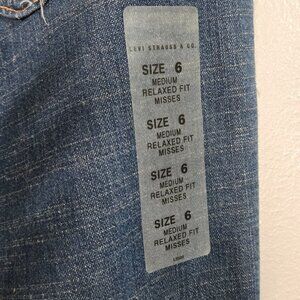 LEVI STRAUSS & CO.
SIZE 6
MEDIUM
RELAXED FIT
MISSES
SIZE 6
MEDIUM
RELAXED FIT
MISSES
SIZE 6
MEDIUM
RELAXED FIT
MISSES
SIZE 6
MEDIUM
RELAXED FIT
MISSES